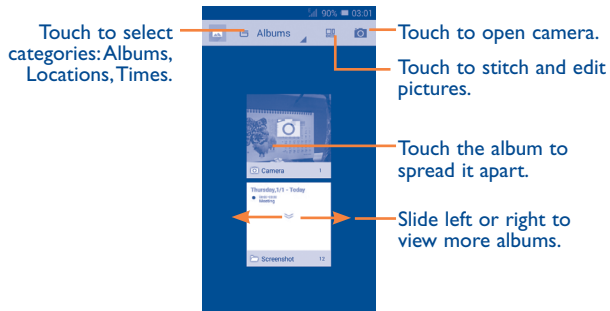 90% 03:01
Touch to select
categories: Albums,
Locations, Times.
Albums
Touch to open camera.
Touch to stitch and edit
pictures.
Camera 1
Touch the album to
spread it apart.
Thursday,1/1 - Today
Meeting
Slide left or right to
view more albums.
Screenshot 12